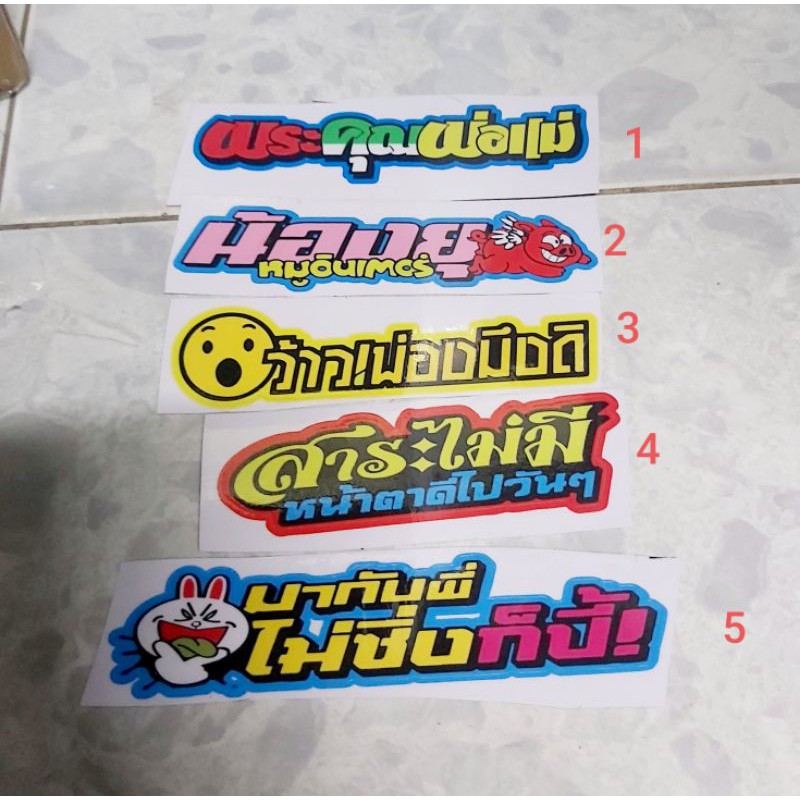 พระคุณพ่อแม่
1
น้องยุ
หมูอินเตอร์
2
ว้าวเพ่องมึงดิ
3
สาระไม่มี
หน้าตาดีไปวันๆ
4
มากับพี่
ไม่ซิ่งก็ปี้!
5